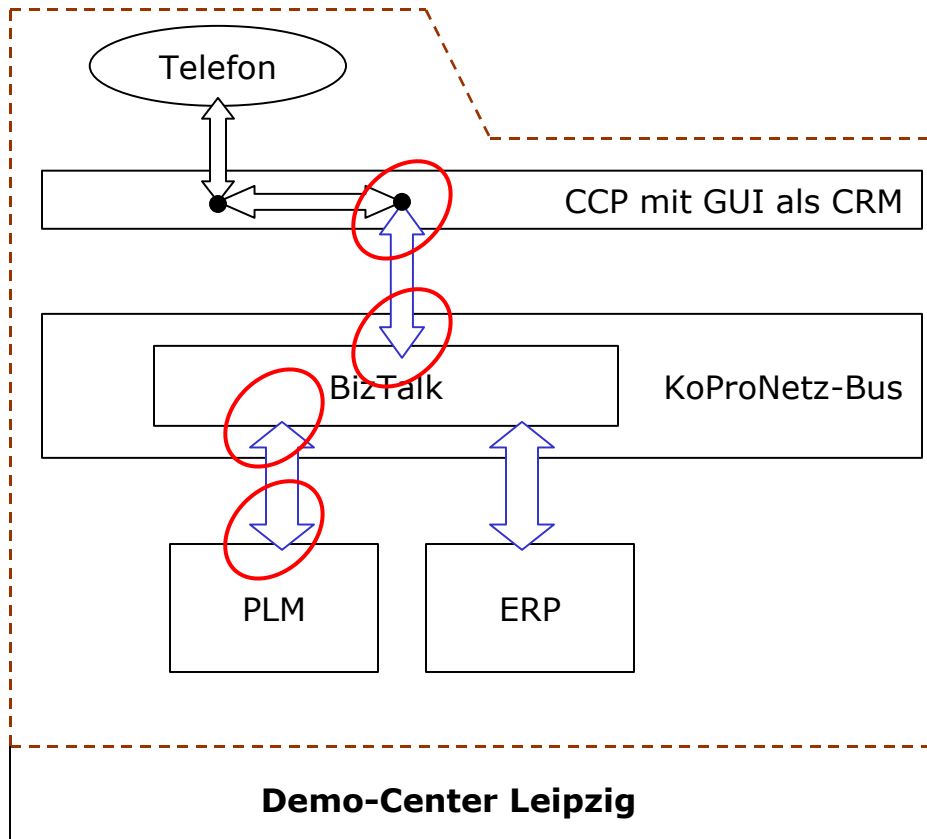 Telefon
CCP mit GUI als CRM
BizTalk
KoProNetz-Bus
PLM
ERP
Demo-Center Leipzig